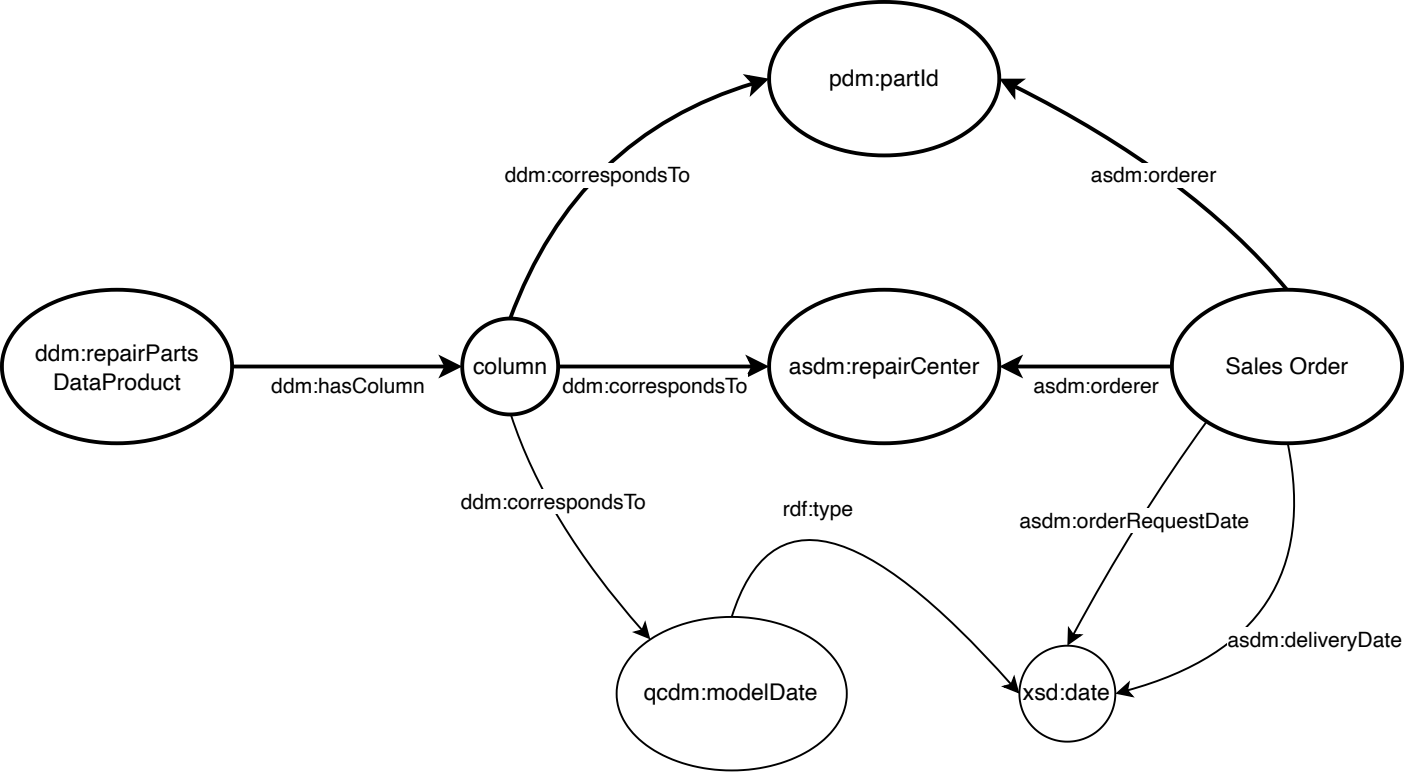 pdm:partId
ddm:correspondsTo
asdm:orderer
ddm:repairParts
DataProduct
ddm:hasColumn
column
ddm:correspondsTo
asdm:repairCenter
asdm:orderer
Sales Order
ddm:correspondsTo
rdf:type
asdm:orderRequestDate
asdm:deliveryDate
qcdm:modelDate
xsd:date